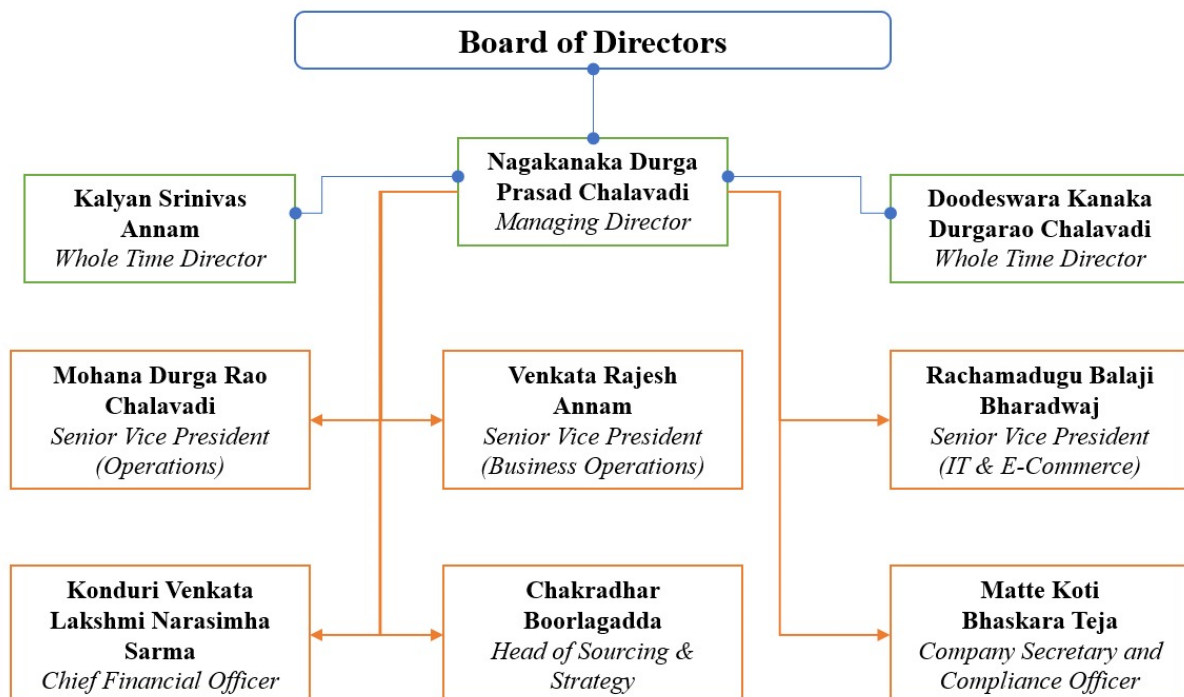 Board of Directors
Nagakanaka Durga
Prasad Chalavadi
Managing Director
Kalyan Srinivas
Annam
Whole Time Director
Doodeswara Kanaka
Durgarao Chalavadi
Whole Time Director
Mohana Durga Rao
Chalavadi
Senior Vice President
(Operations)
Venkata Rajesh
Annam
Senior Vice President
(Business Operations)
Rachamadugu Balaji
Bharadwaj
Senior Vice President
(IT & E-Commerce)
Konduri Venkata
Lakshmi Narasimha
Sarma
Chief Financial Officer
Chakradhar
Boorlagadda
Head of Sourcing &
Strategy
Matte Koti
Bhaskara Teja
Company Secretary and
Compliance Officer